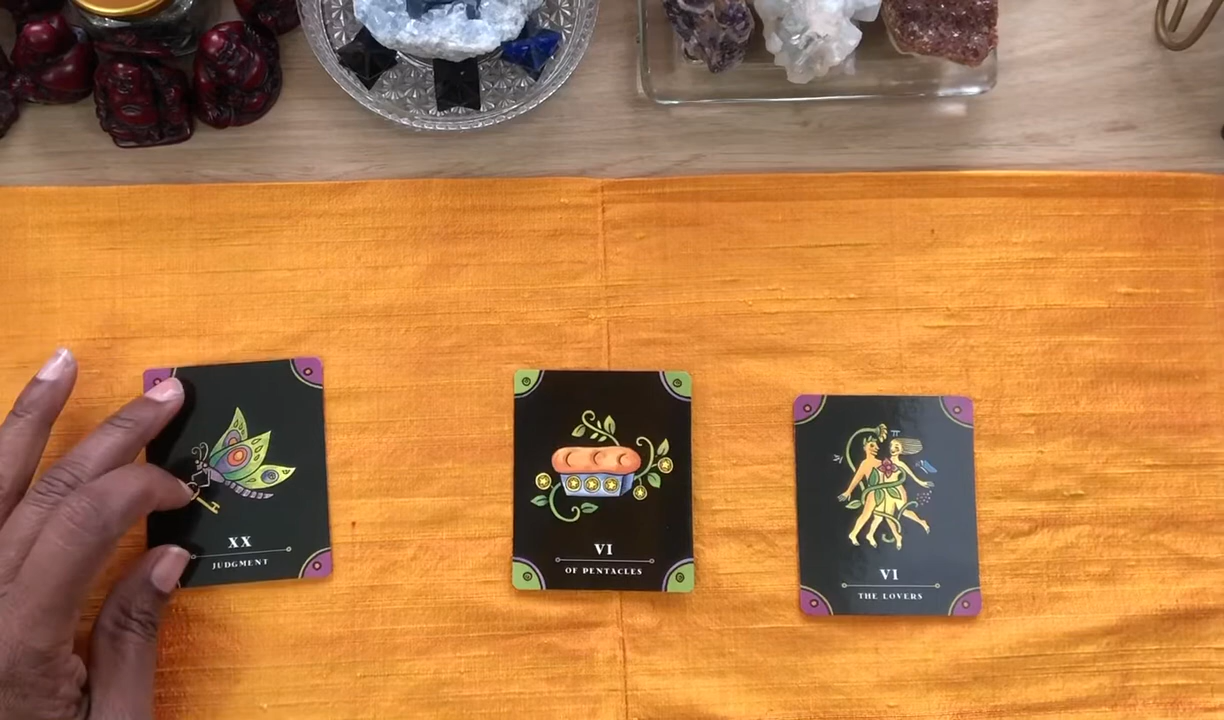 XX
JUDGMENT
VI
OF PENTACLES
VI
THE LOVERS